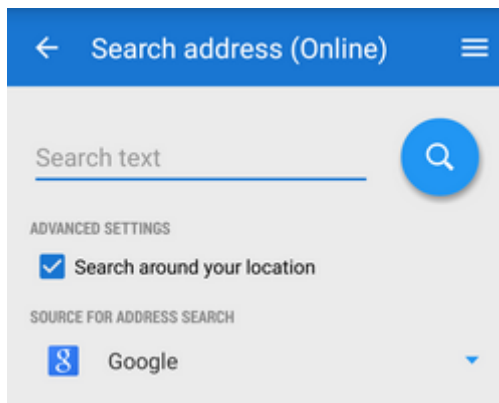 Search address (Online)
Search text
ADVANCED SETTINGS
Search around your location
SOURCE FOR ADDRESS SEARCH
8 Google